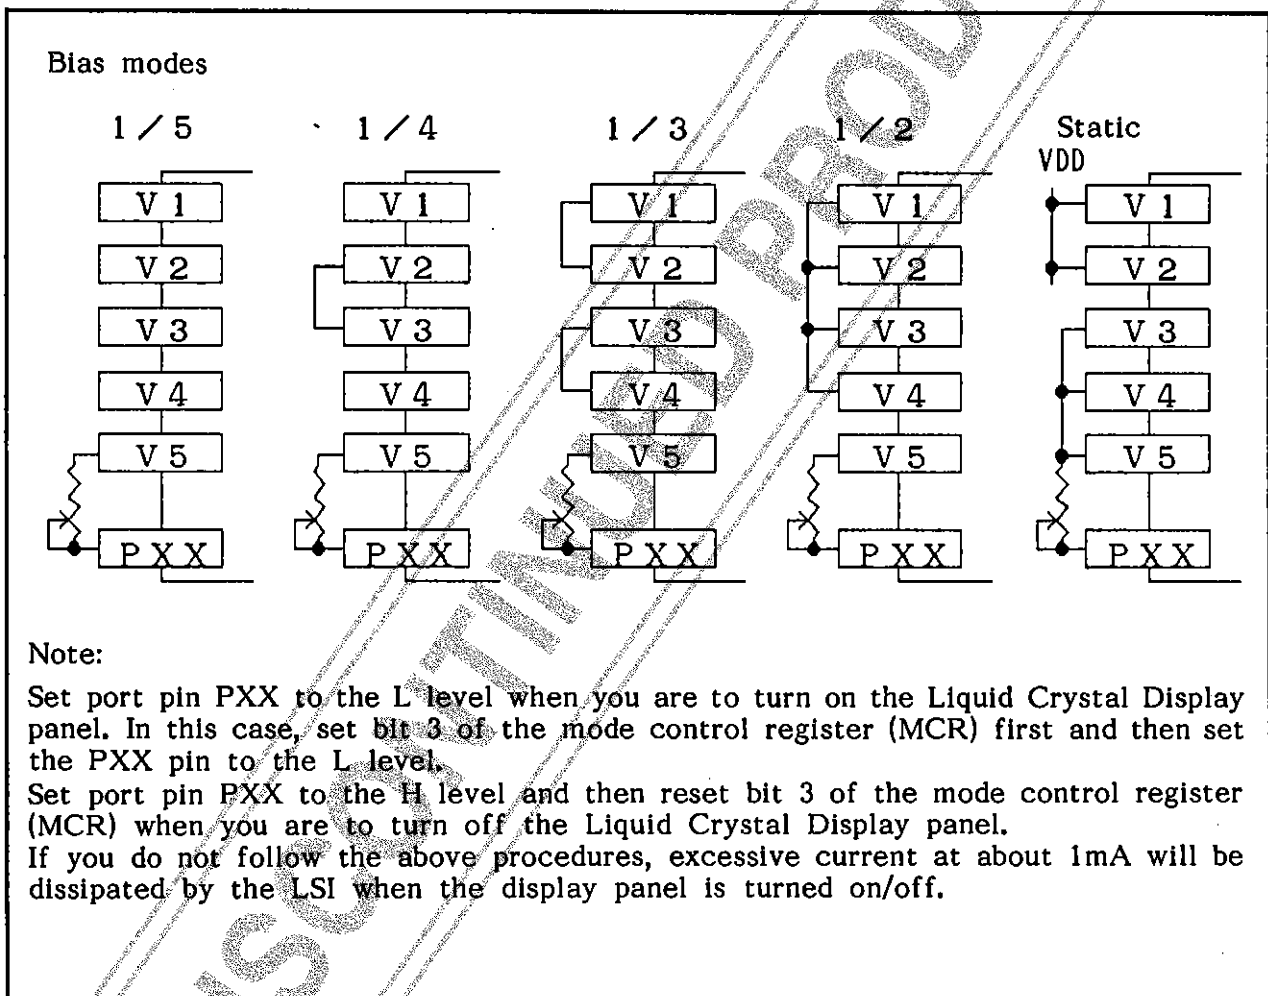 Bias modes
1 / 5 1 / 4 1 / 3 1 / 2 Static
VDD
V 1 V 1 V 1 V 1 V 1
V 2 V 2 V 2 V 2 V 2
V 3 V 3 V 3 V 3 V 3
V 4 V 4 V 4 V 4 V 4
V 5 V 5 V 5 V 5 V 5
P X X P X X P X X P X X P X X
Note:
Set port pin PXX to the L level when you are to turn on the Liquid Crystal Display
panel. In this case, set bit 3 of the mode control register (MCR) first and then set
the PXX pin to the L level.
Set port pin PXX to the H level and then reset bit 3 of the mode control register
(MCR) when you are to turn off the Liquid Crystal Display panel.
If you do not follow the above procedures, excessive current at about 1mA will be
dissipated by the LSI when the display panel is turned on/off.
ISCONTINUED PROD